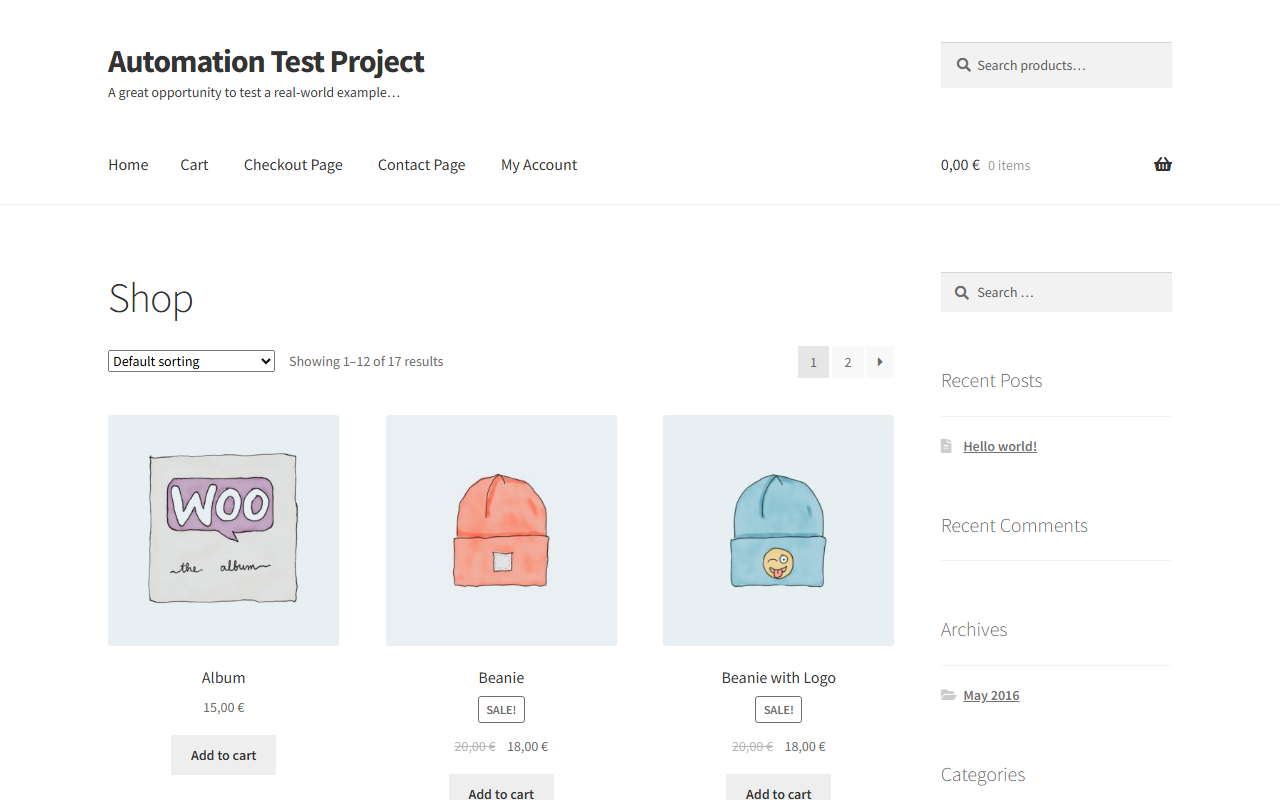 Automation Test Project
A great opportunity to test a real-world example…
Search products…
Home Cart Checkout Page Contact Page My Account
0,00 € 0 items
Shop
Default sorting
Showing 1–12 of 17 results
1 2
WOO
the album
Album
15,00 €
Add to cart
Beanie
SALE!
20,00 € 18,00 €
Add to cart
Beanie with Logo
SALE!
20,00 € 18,00 €
Add to cart
Search …
Recent Posts
Hello world!
Recent Comments
Archives
May 2016
Categories